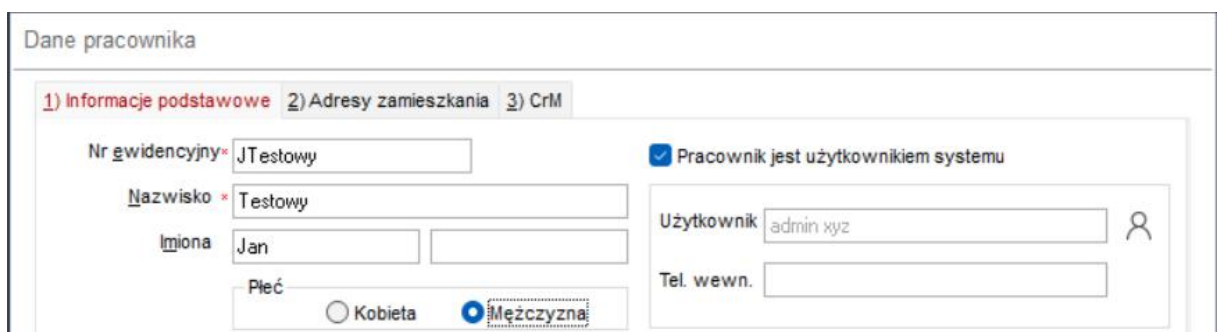 Dane pracownika
1) Informacje podstawowe 2) Adresy zamieszkania 3) CrM
Nr ewidencyjny* JTestowy
Pracownik jest użytkownikiem systemu
Nazwisko * Testowy
Użytkownik admin xyz
Imiona Jan
Tel. wewn.
Płeć
Kobieta Mężczyzna